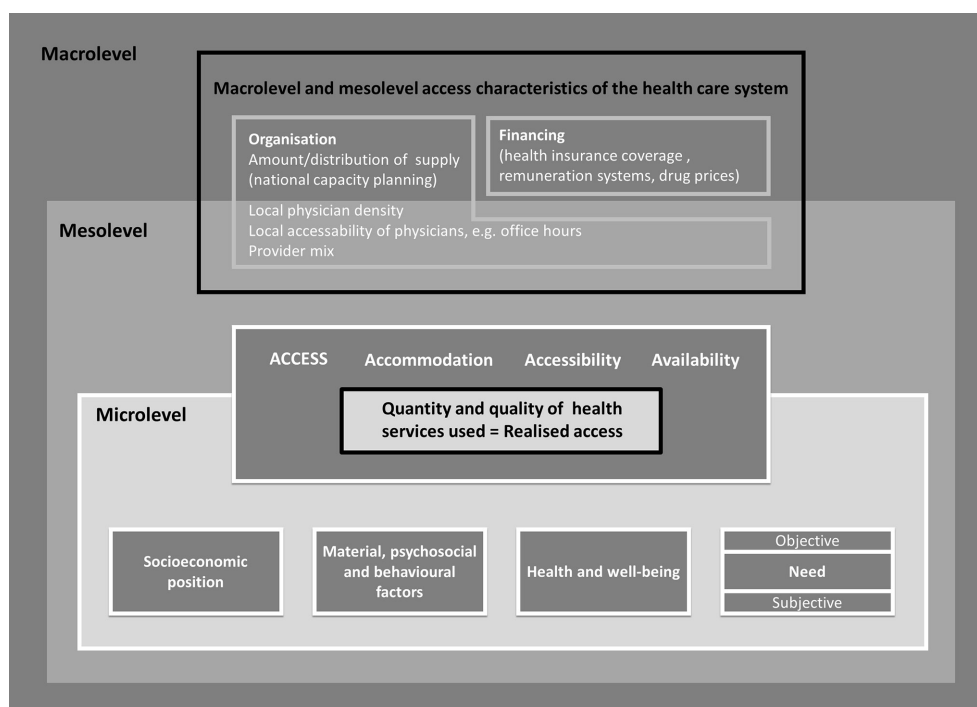 Macrolevel
Macrolevel and mesolevel access characteristics of the health care system
Organisation
Amount/distribution of supply
(national capacity planning)
Financing
(health insurance coverage ,
remuneration systems, drug prices)
Mesolevel
Local physician density
Local accessability of physicians, e.g. office hours
Provider mix
ACCESS Accommodation Accessibility Availability
Microlevel
Quantity and quality of health
services used = Realised access
Socioeconomic
position
Material, psychosocial
and behavioural
factors
Health and well-being
Objective
Need
Subjective